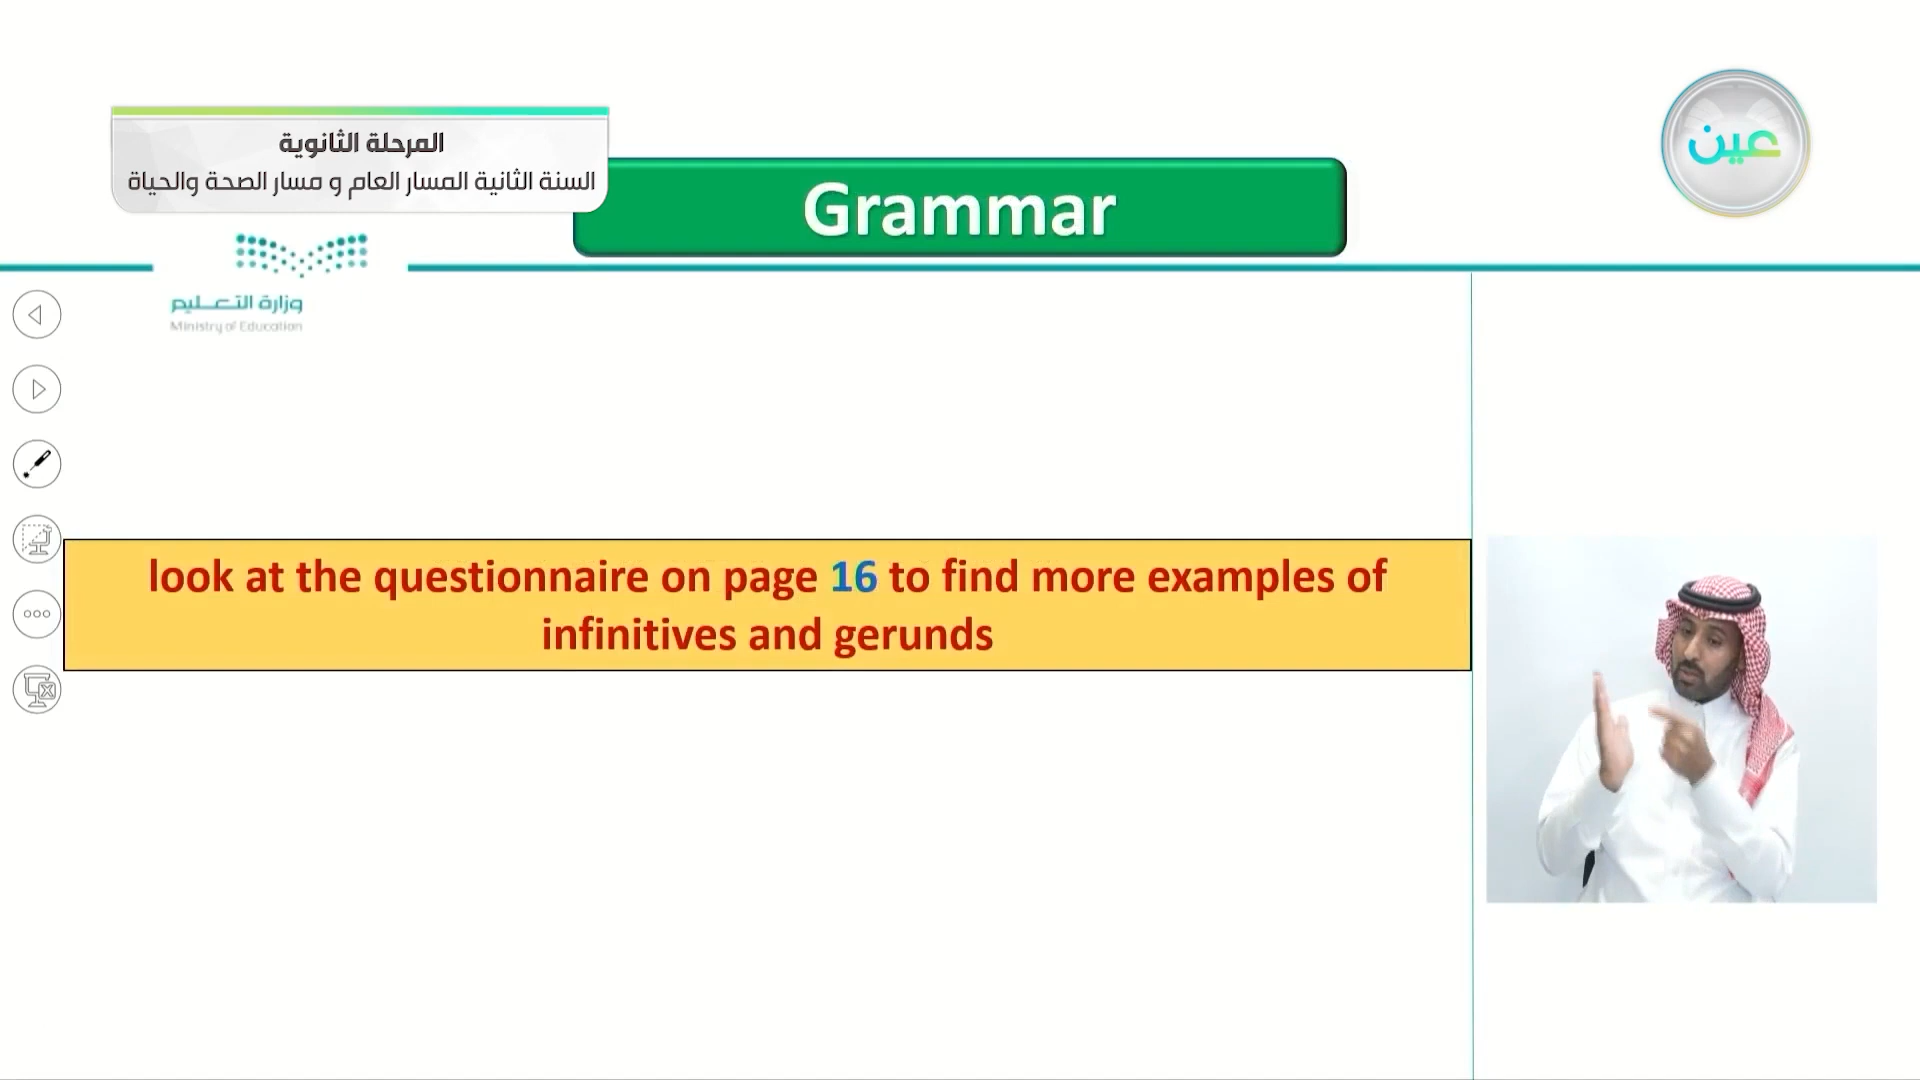 المرحلة الثانوية
السنة الثانية المسار العام و مسار الصحة والحياة
عين
Grammar
وزارة التعليم
Ministry of Education
look at the questionnaire on page 16 to find more examples of
infinitives and gerunds